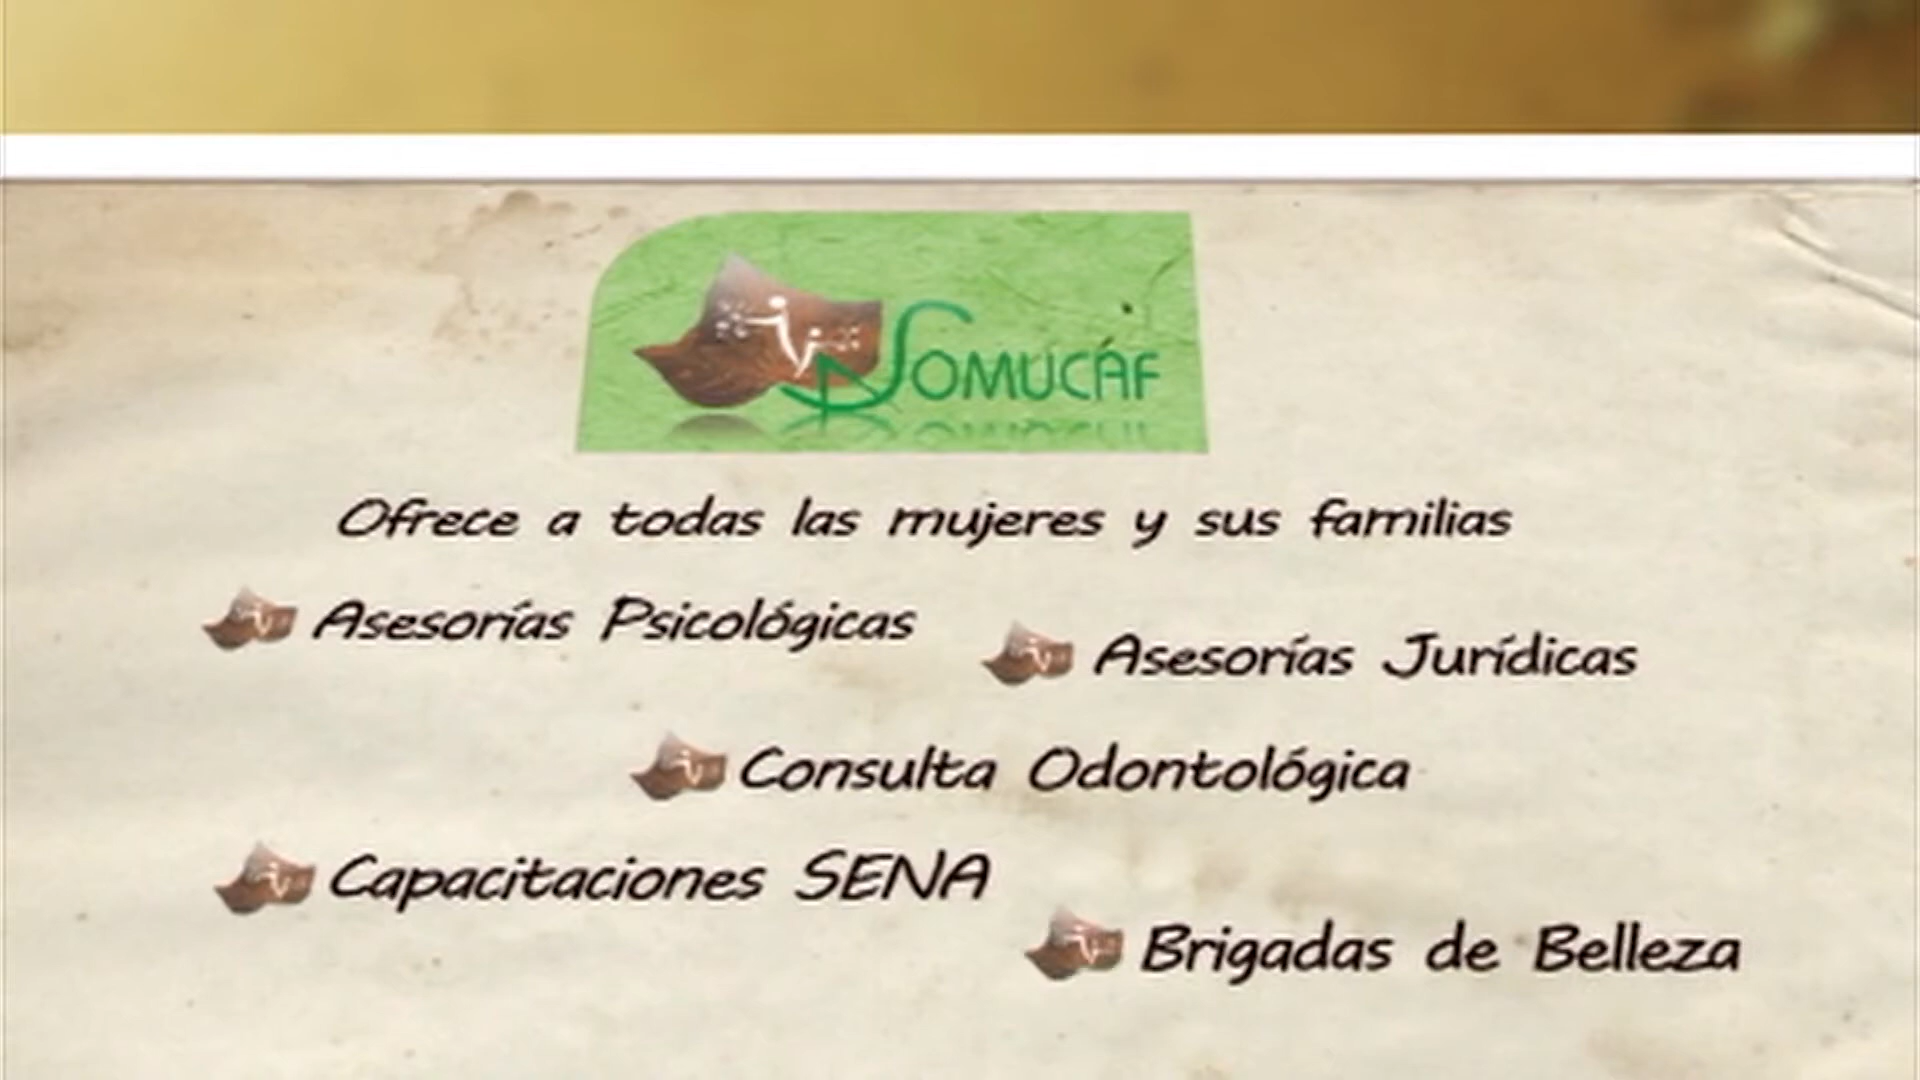 SOMUCAF
Ofrece a todas las mujeres y sus familias
Asesorías Psicológicas
Asesorías Jurídicas
Consulta Odontológica
Capacitaciones SENA
Brigadas de Belleza